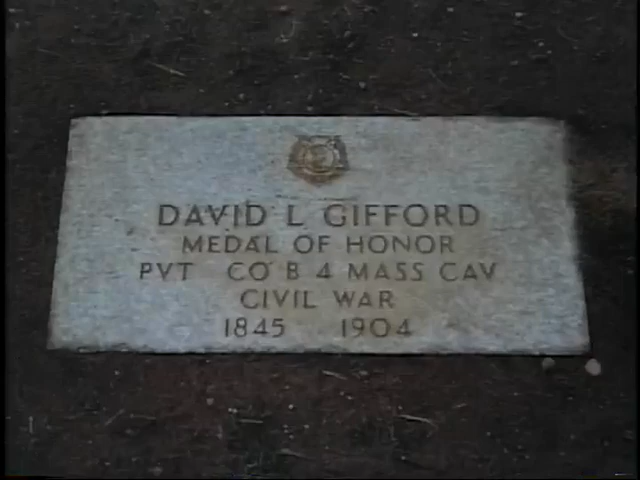 DAVID L GIFFORD
MEDAL OF HONOR
PVT CO B 4 MASS CAV
CIVIL WAR
1845 1904